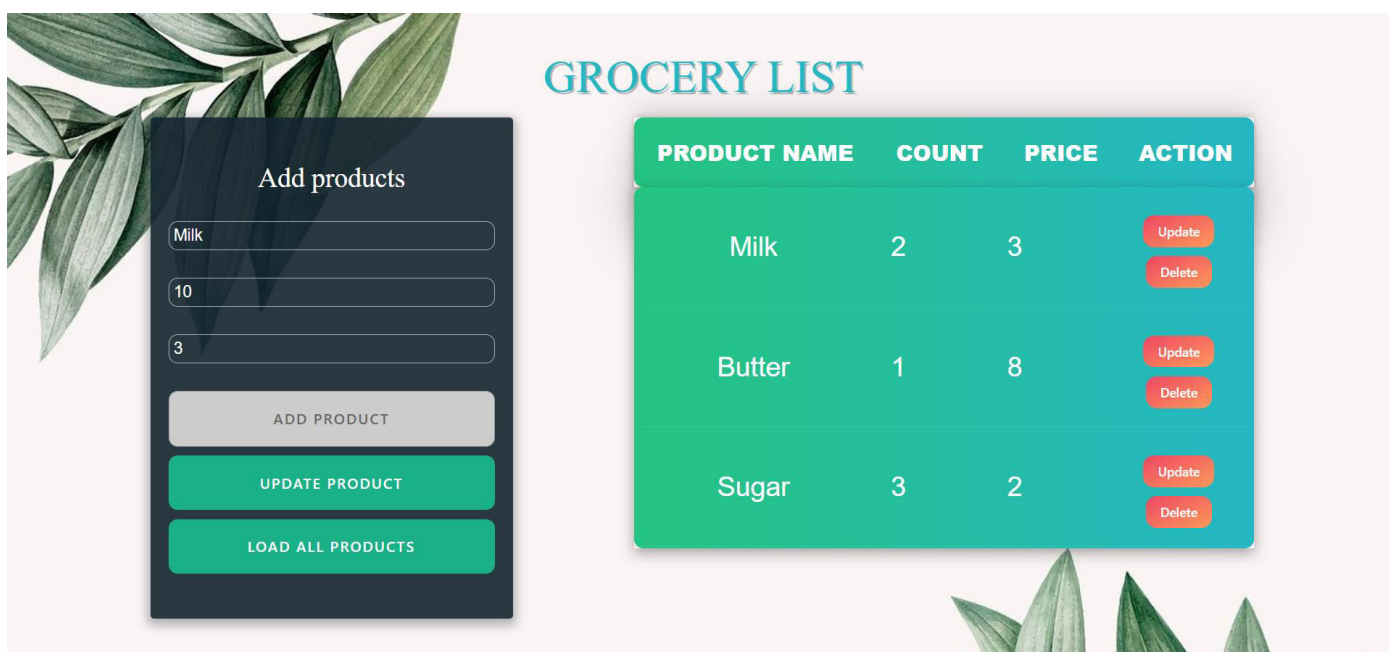 GROCERY LIST
Add products
Milk
10
3
ADD PRODUCT
UPDATE PRODUCT
LOAD ALL PRODUCTS
PRODUCT NAME COUNT PRICE ACTION
Milk 2 3 Update
Delete
Butter 1 8 Update
Delete
Sugar 3 2 Update
Delete